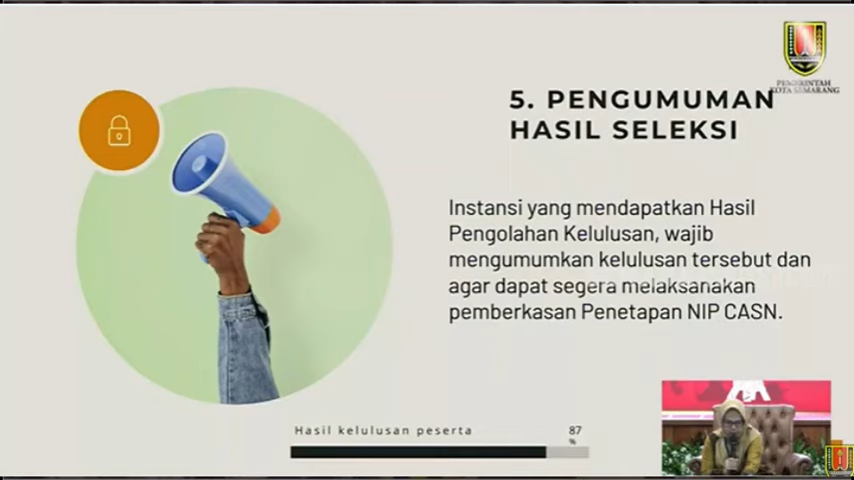 PEMERINTAH
KOTA SEMARANG
5. PENGUMUMAN
HASIL SELEKSI
Instansi yang mendapatkan Hasil
Pengolahan Kelulusan, wajib
mengumumkan kelulusan tersebut dan
agar dapat segera melaksanakan
pemberkasan Penetapan NIP CASN.
Hasil kelulusan peserta
87
%